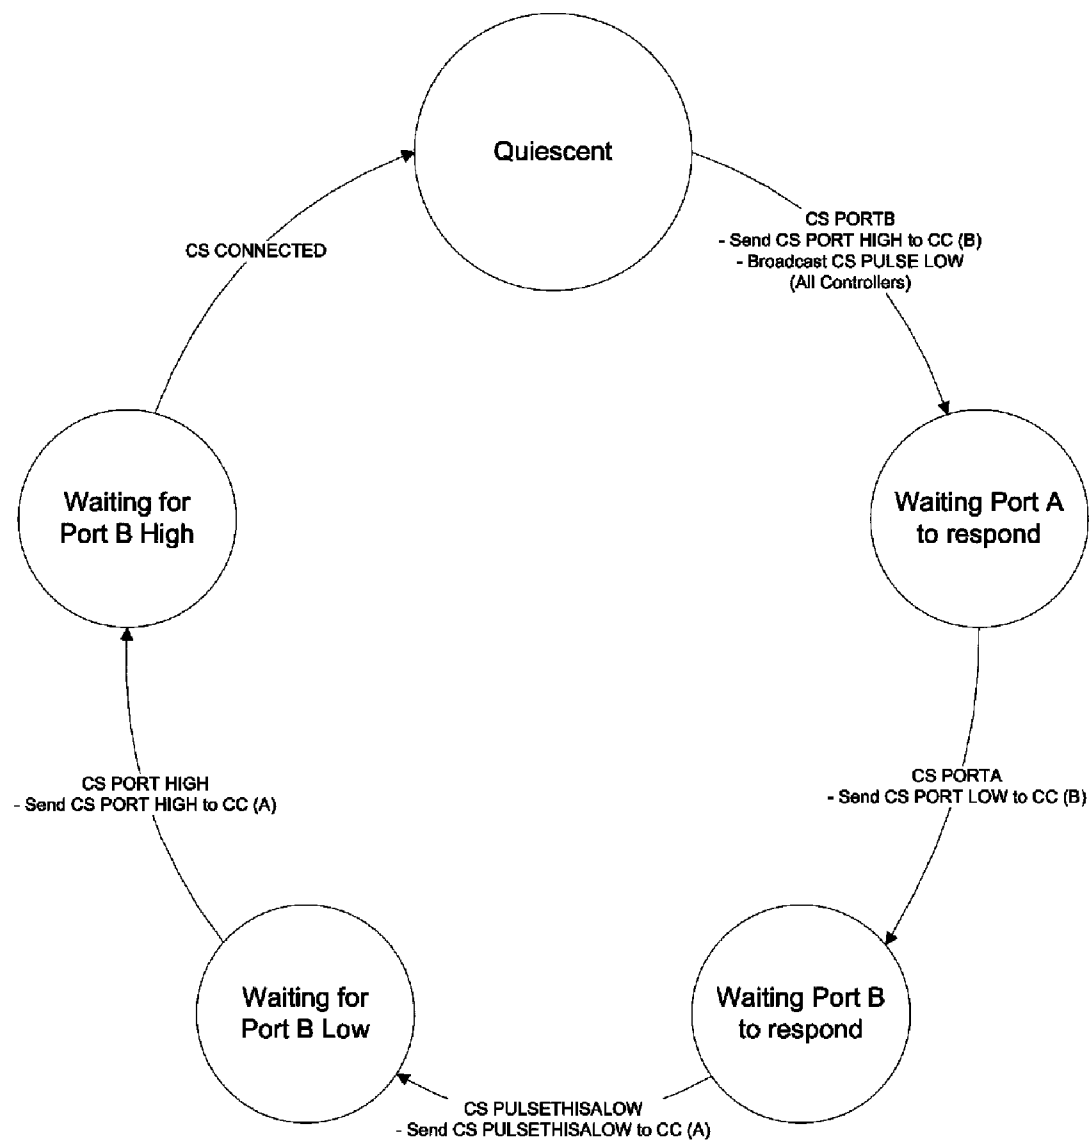 Quiescent
CS PORTB
- Send CS PORT HIGH to CC (B)
- Broadcast CS PULSE LOW
(All Controllers)
CS CONNECTED
Waiting for
Port B High
Waiting Port A
to respond
CS PORT HIGH
- Send CS PORT HIGH to CC (A)
CS PORTA
- Send CS PORT LOW to CC (B)
Waiting for
Port B Low
Waiting Port B
to respond
CS PULSETHISALOW
- Send CS PULSETHISALOW to CC (A)